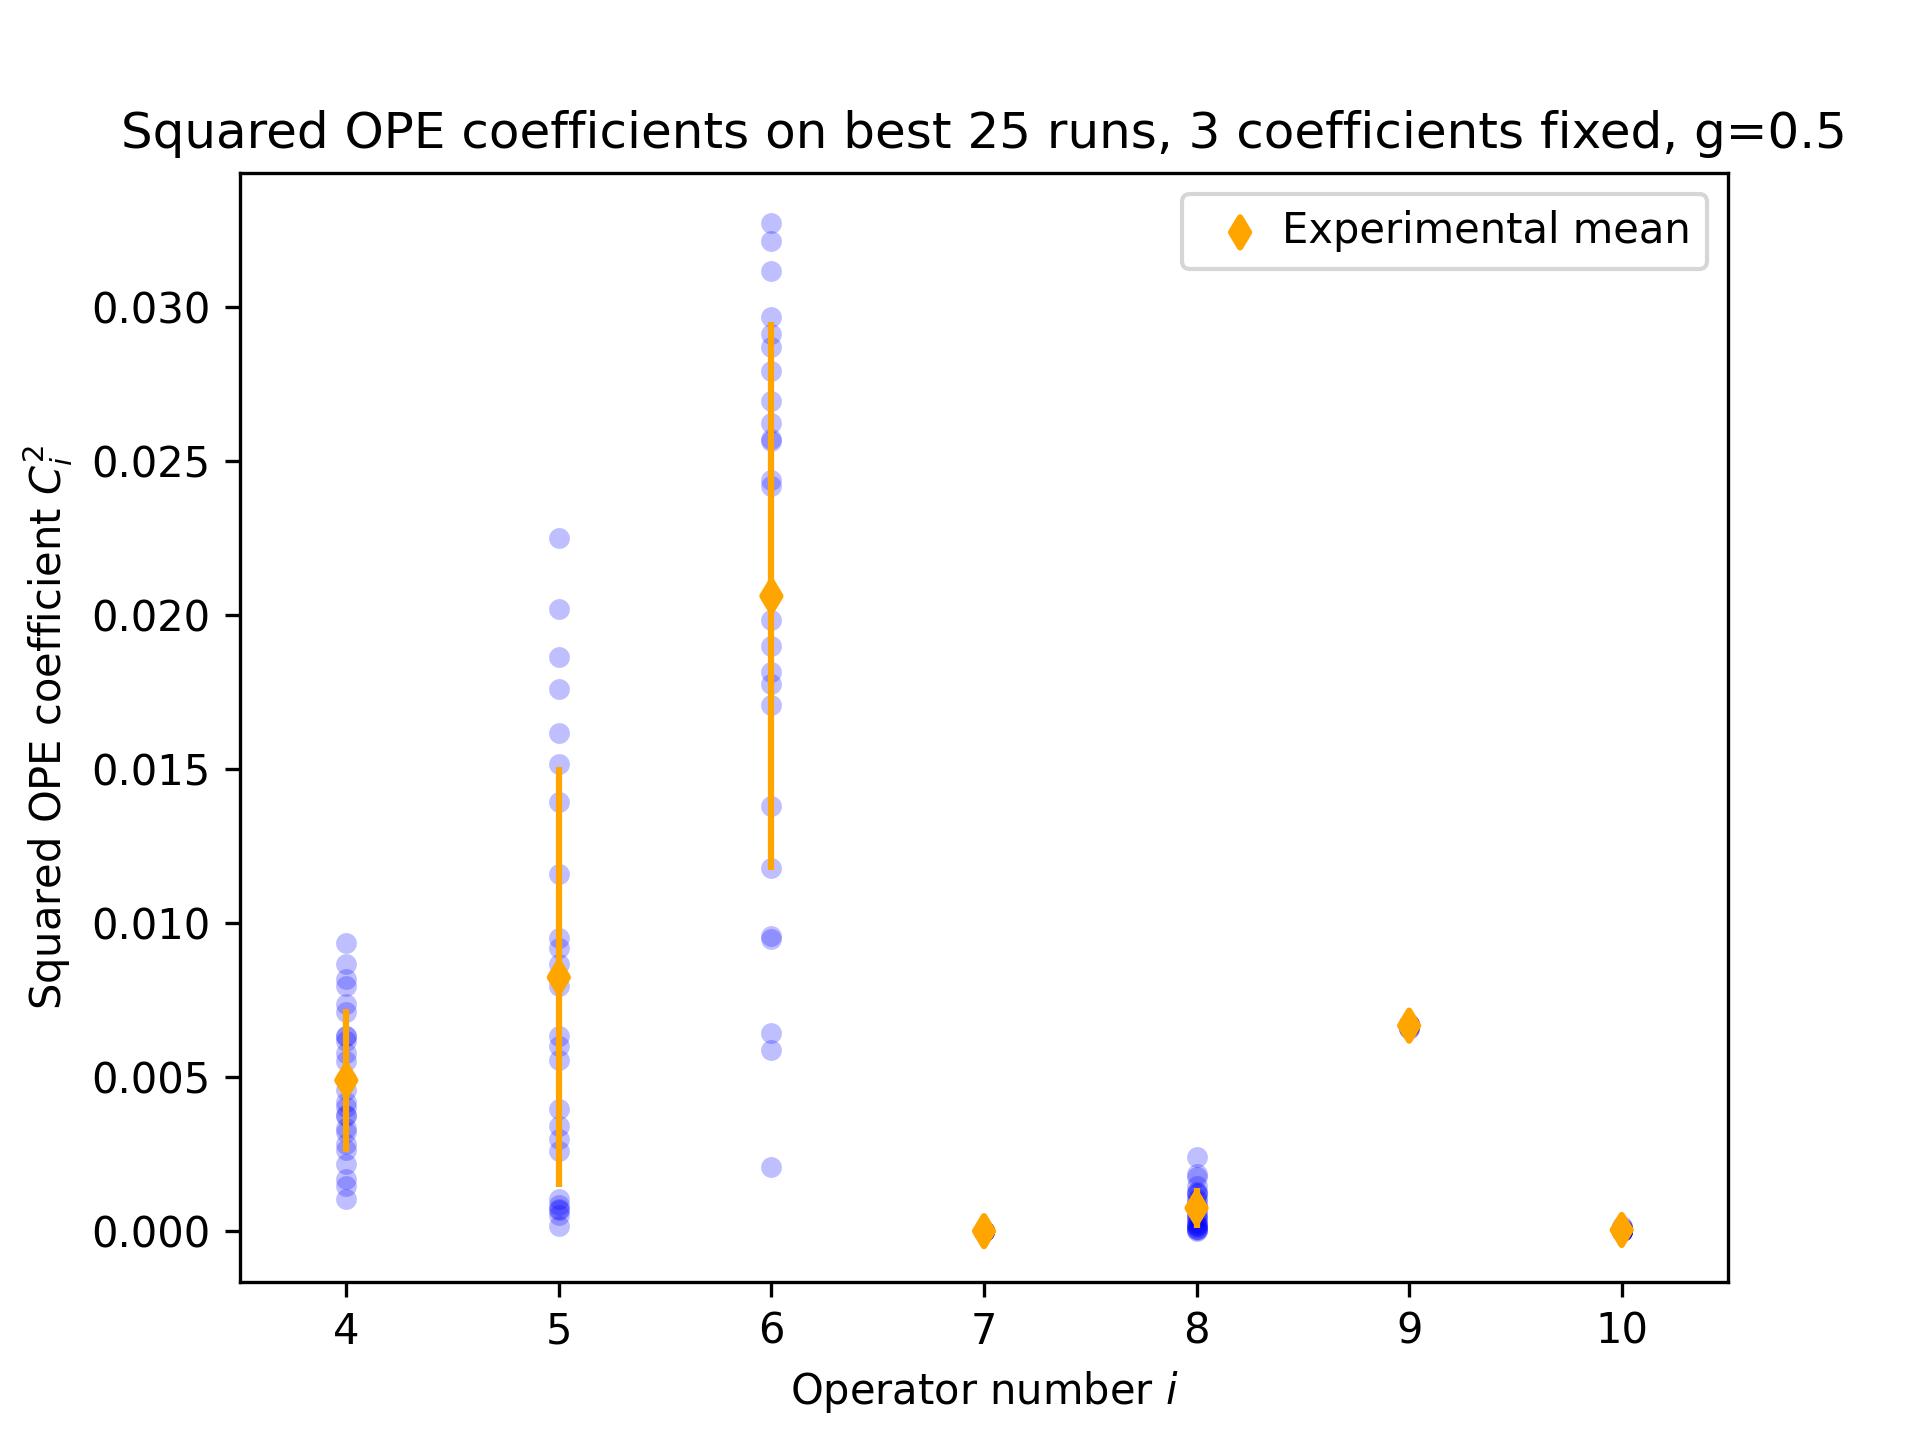 Squared OPE coefficients on best 25 runs, 3 coefficients fixed, g=0.5
Experimental mean
Squared OPE coefficient $C_i^2$
0.030
0.025
0.020
0.015
0.010
0.005
0.000
4 5 6 7 8 9 10
Operator number i